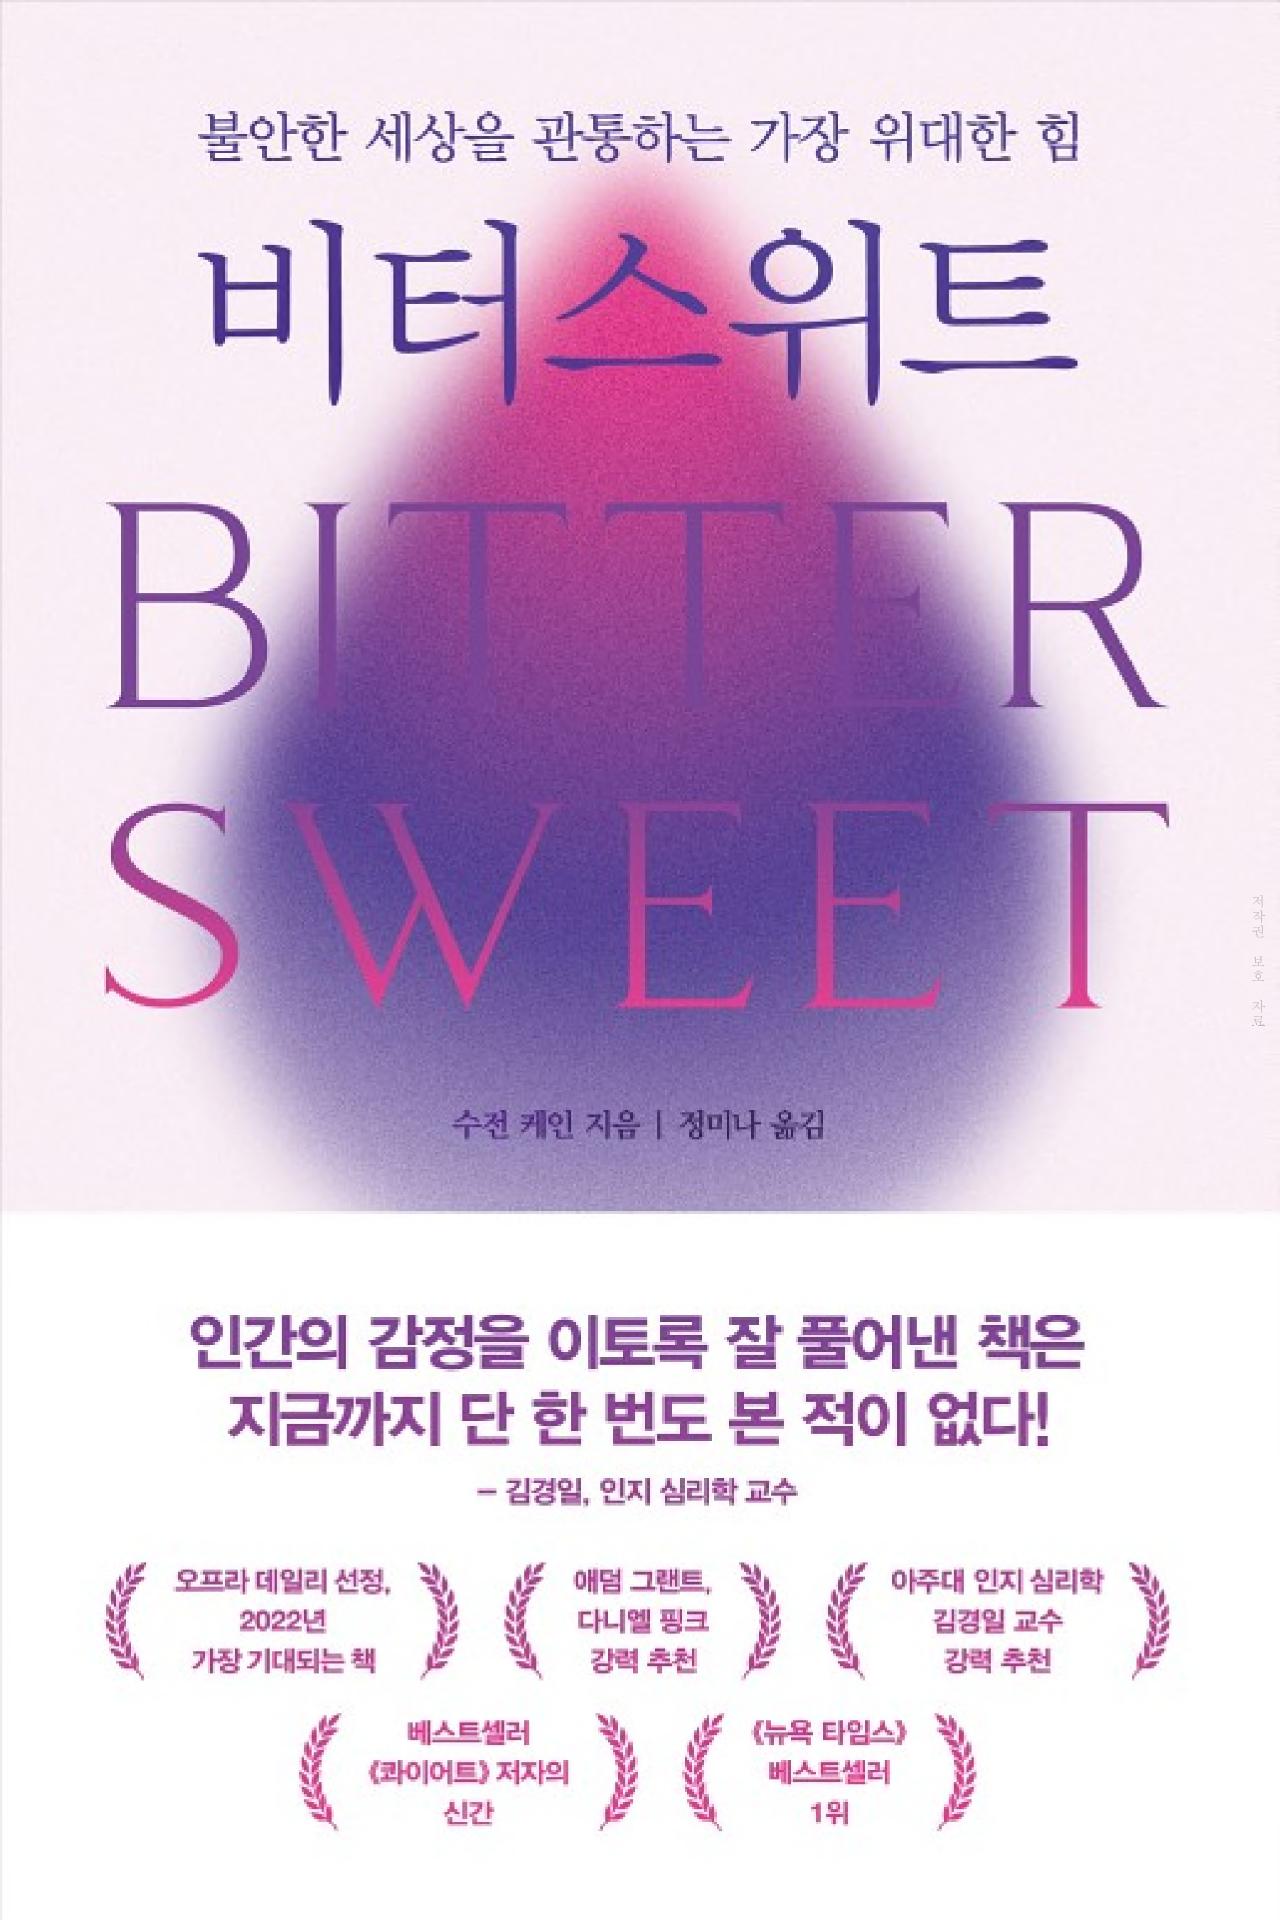 불안한 세상을 관통하는 가장 위대한 힘
비터스위트
BITTER
SWEET
저작권 보호 자료
수전 케인 지음 | 정미나 옮김
인간의 감정을 이토록 잘 풀어낸 책은
지금까지 단 한 번도 본 적이 없다!
– 김경일, 인지 심리학 교수
오프라 데일리 선정,
2022년
가장 기대되는 책
애덤 그랜트,
다니엘 핑크
강력 추천
아주대 인지 심리학
김경일 교수
강력 추천
베스트셀러
《콰이어트》 저자의
신간
《뉴욕 타임스》
베스트셀러
1위